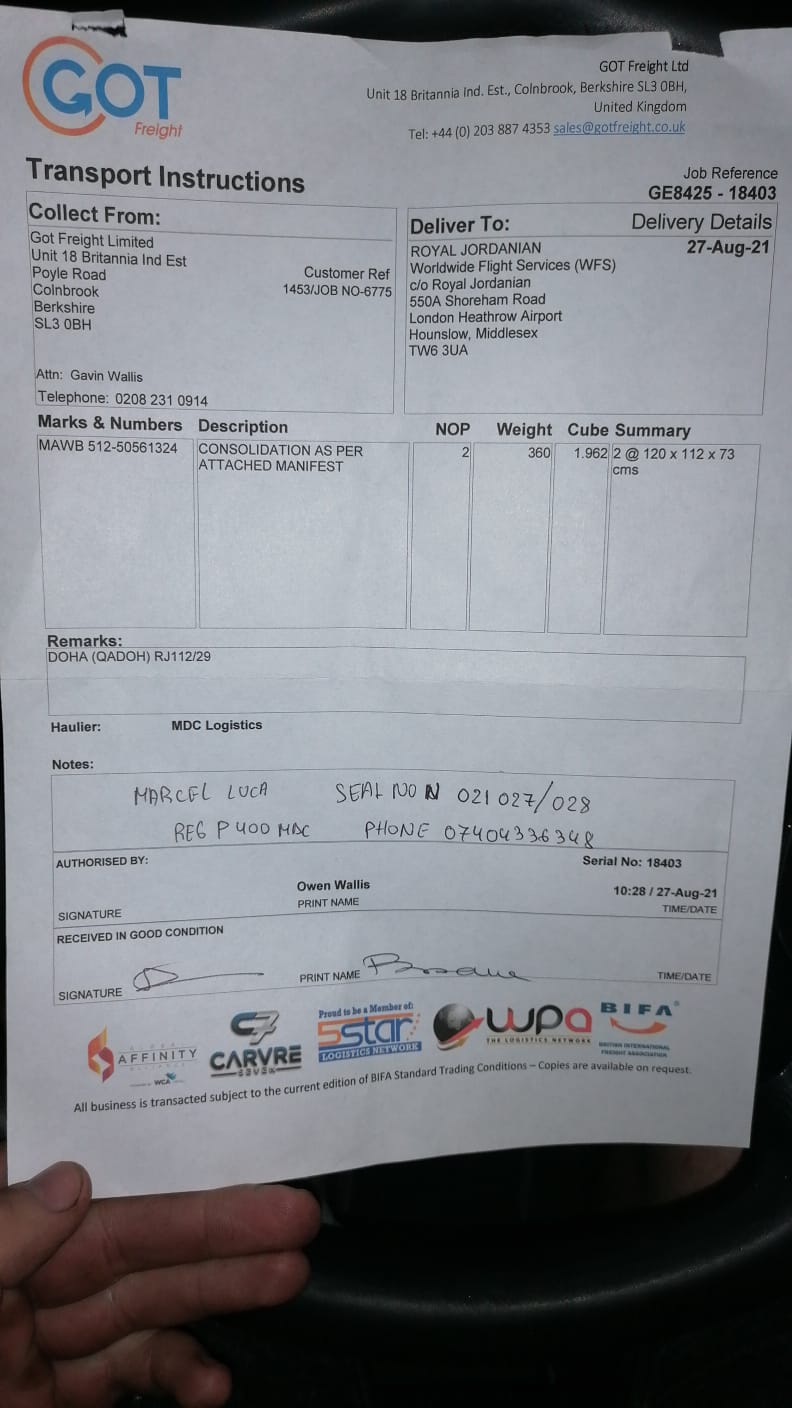 GOT
Freight
GOT Freight Ltd
Unit 18 Britannia Ind. Est., Colnbrook, Berkshire SL3 0BH,
United Kingdom
Tel: +44 (0) 203 887 4353 sales@gotfreight.co.uk
Transport Instructions
Job Reference
GE8425 - 18403
Collect From:
Got Freight Limited
Unit 18 Britannia Ind Est
Poyle Road
Colnbrook
Berkshire
SL3 0BH
Customer Ref
1453/JOB NO-6775
Attn: Gavin Wallis
Telephone: 0208 231 0914
Deliver To:
Delivery Details
27-Aug-21
ROYAL JORDANIAN
Worldwide Flight Services (WFS)
c/o Royal Jordanian
550A Shoreham Road
London Heathrow Airport
Hounslow, Middlesex
TW6 3UA
Marks & Numbers Description NOP Weight Cube Summary
MAWB 512-50561324 CONSOLIDATION AS PER 2 360 1.962 2 @ 120 x 112 x 73
ATTACHED MANIFEST cms
Remarks:
DOHA (QADOH) RJ112/29
Haulier: MDC Logistics
Notes:
MARCEL LUCA SEAL NO N 021 027/028
REG P400 MDC PHONE 07404336348
AUTHORISED BY: Serial No: 18403
Owen Wallis 10:28 / 27-Aug-21
SIGNATURE PRINT NAME TIME/DATE
RECEIVED IN GOOD CONDITION
SIGNATURE PRINT NAME TIME/DATE
AFFINITY
WCA
CARVRE
SEVEN
Proud to be a Member of:
5star
LOGISTICS NETWORK
wpa
THE LOGISTICS NETWORK
BIFA
BRITISH INTERNATIONAL
FREIGHT ASSOCIATION
All business is transacted subject to the current edition of BIFA Standard Trading Conditions – Copies are available on request.